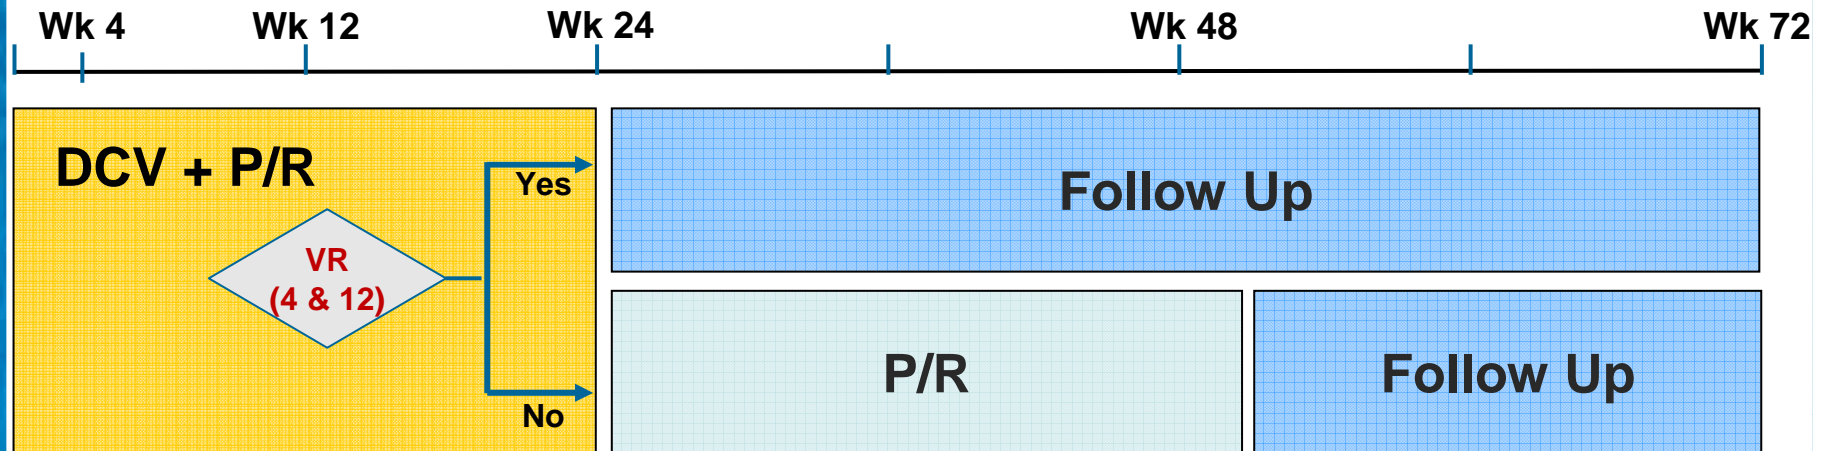 Wk 4 Wk 12 Wk 24 Wk 48 Wk 72
DCV + P/R
Yes
Follow Up
VR
(4 & 12)
No
P/R
Follow Up